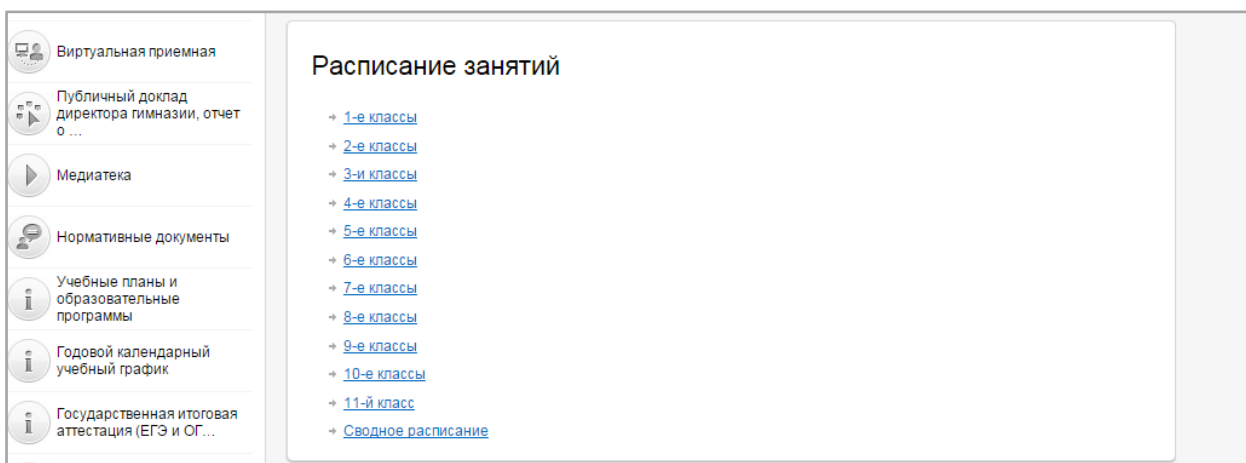 Виртуальная приемная
Публичный доклад
директора гимназии, отчет
о ...
Медиатека
Нормативные документы
Учебные планы и
образовательные
программы
Годовой календарный
учебный график
Государственная итоговая
аттестация (ЕГЭ и ОГ...
Расписание занятий
1-е классы
2-е классы
3-и классы
4-е классы
5-е классы
6-е классы
7-е классы
8-е классы
9-е классы
10-е классы
11-й класс
Сводное расписание